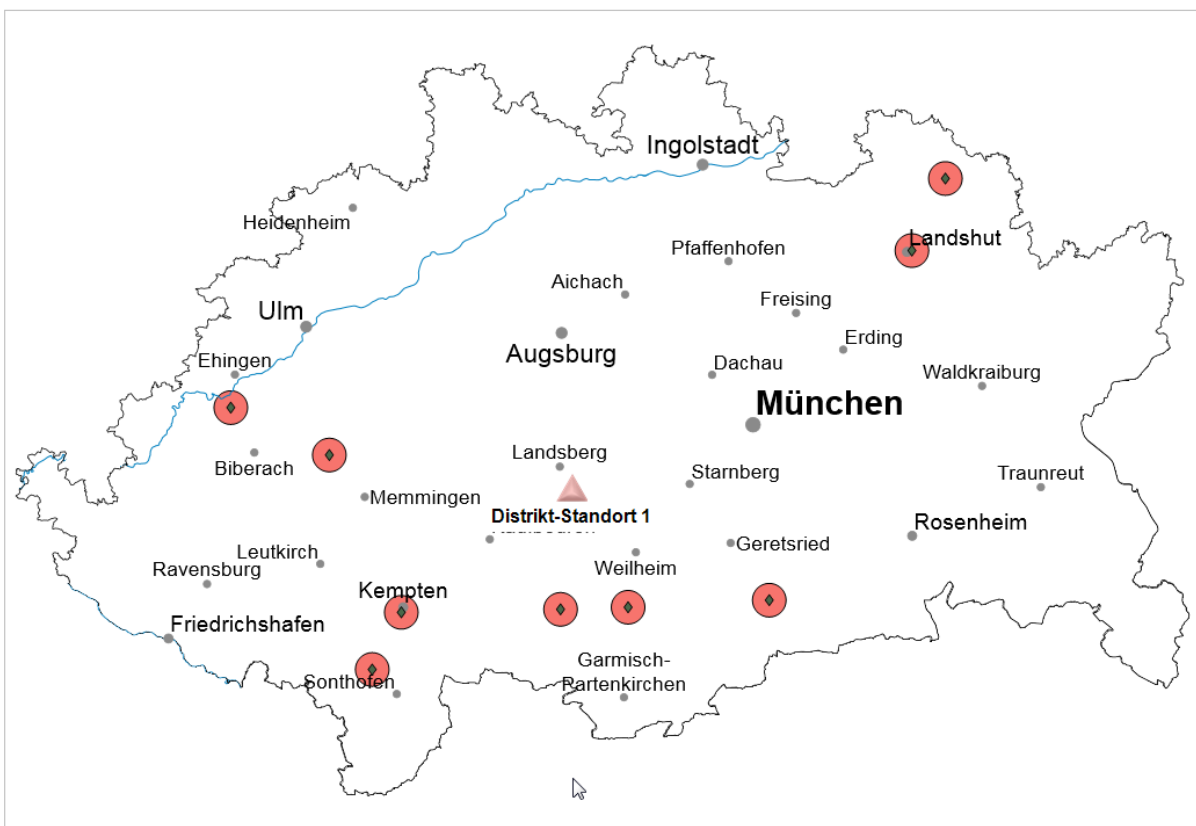 Ingolstadt
Heidenheim
Landshut
Pfaffenhofen
Aichach
Freising
Ulm
Erding
Augsburg
Ehingen
Dachau
Waldkraiburg
München
Landsberg
Biberach
Starnberg
Traunreut
Memmingen
Distrikt-Standort 1
Rosenheim
Geretsried
Leutkirch
Weilheim
Ravensburg
Kempten
Friedrichshafen
Garmisch-
Partenkirchen
Sonthofen